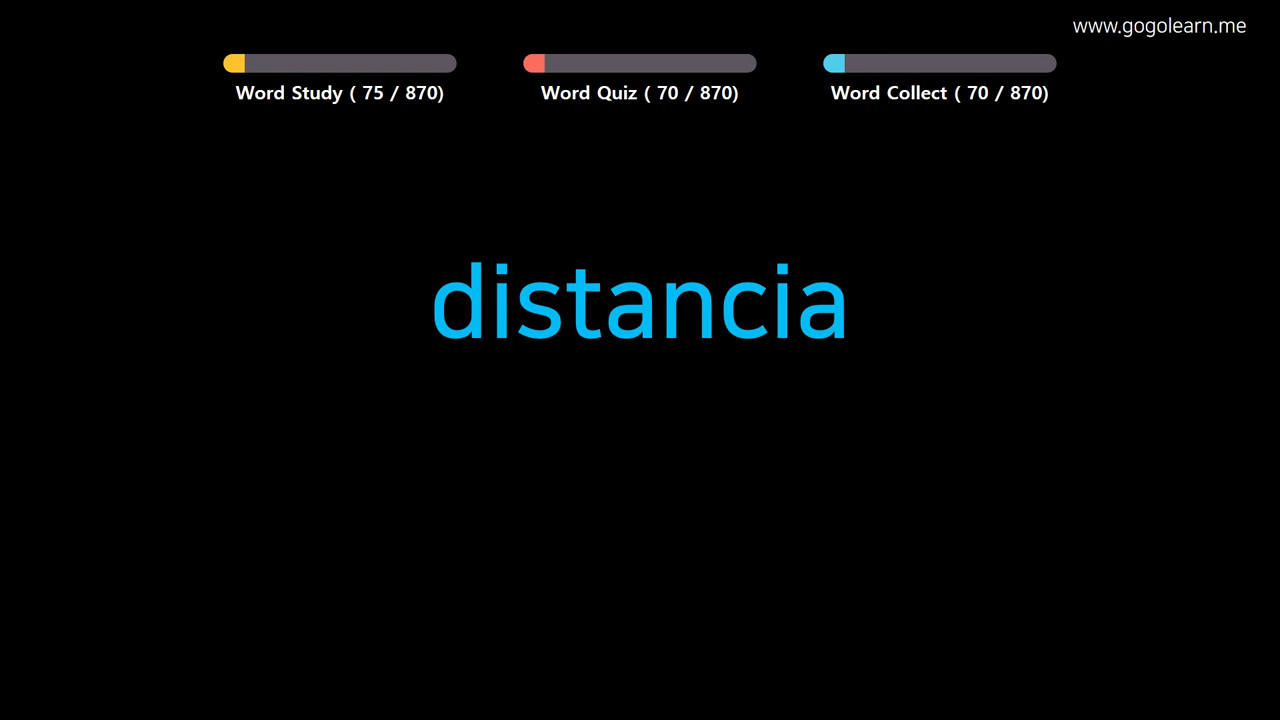 www.gogolearn.me
Word Study ( 75 / 870)
Word Quiz ( 70 / 870)
Word Collect ( 70 / 870)
distancia